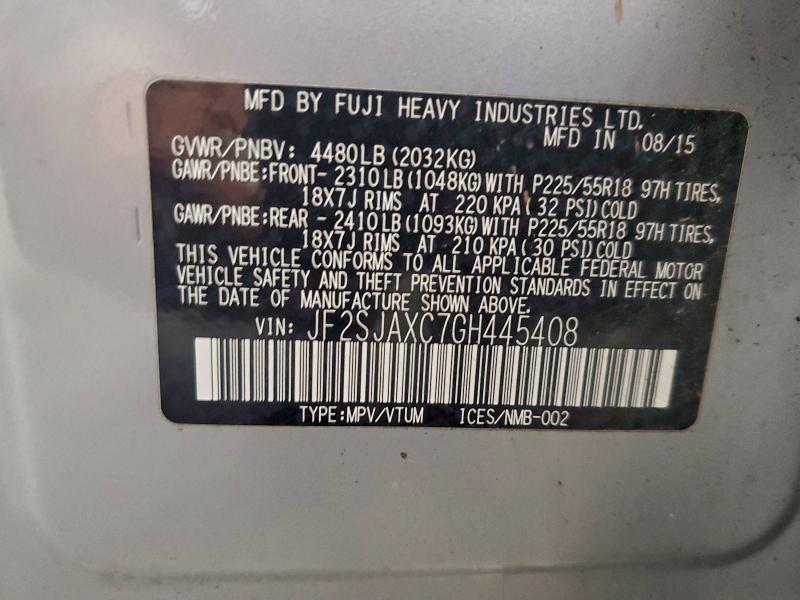 MFD BY FUJI HEAVY INDUSTRIES LTD.
MFD IN 08/15
GVWR/PNBV: 4480LB (2032KG)
GAWR/PNBE:FRONT- 2310LB (1048KG) WITH P225/55R18 97H TIRES,
18X7J RIMS AT 220 KPA (32 PSI) COLD
GAWR/PNBE:REAR - 2410LB (1093KG) WITH P225/55R18 97H TIRES,
18X7J RIMS AT 210 KPA (30 PSI) COLD
THIS VEHICLE CONFORMS TO ALL APPLICABLE FEDERAL MOTOR
VEHICLE SAFETY AND THEFT PREVENTION STANDARDS IN EFFECT ON
THE DATE OF MANUFACTURE SHOWN ABOVE.
VIN: JF2SJAXC7GH445408
TYPE:MPV/VTUM ICES/NMB-002